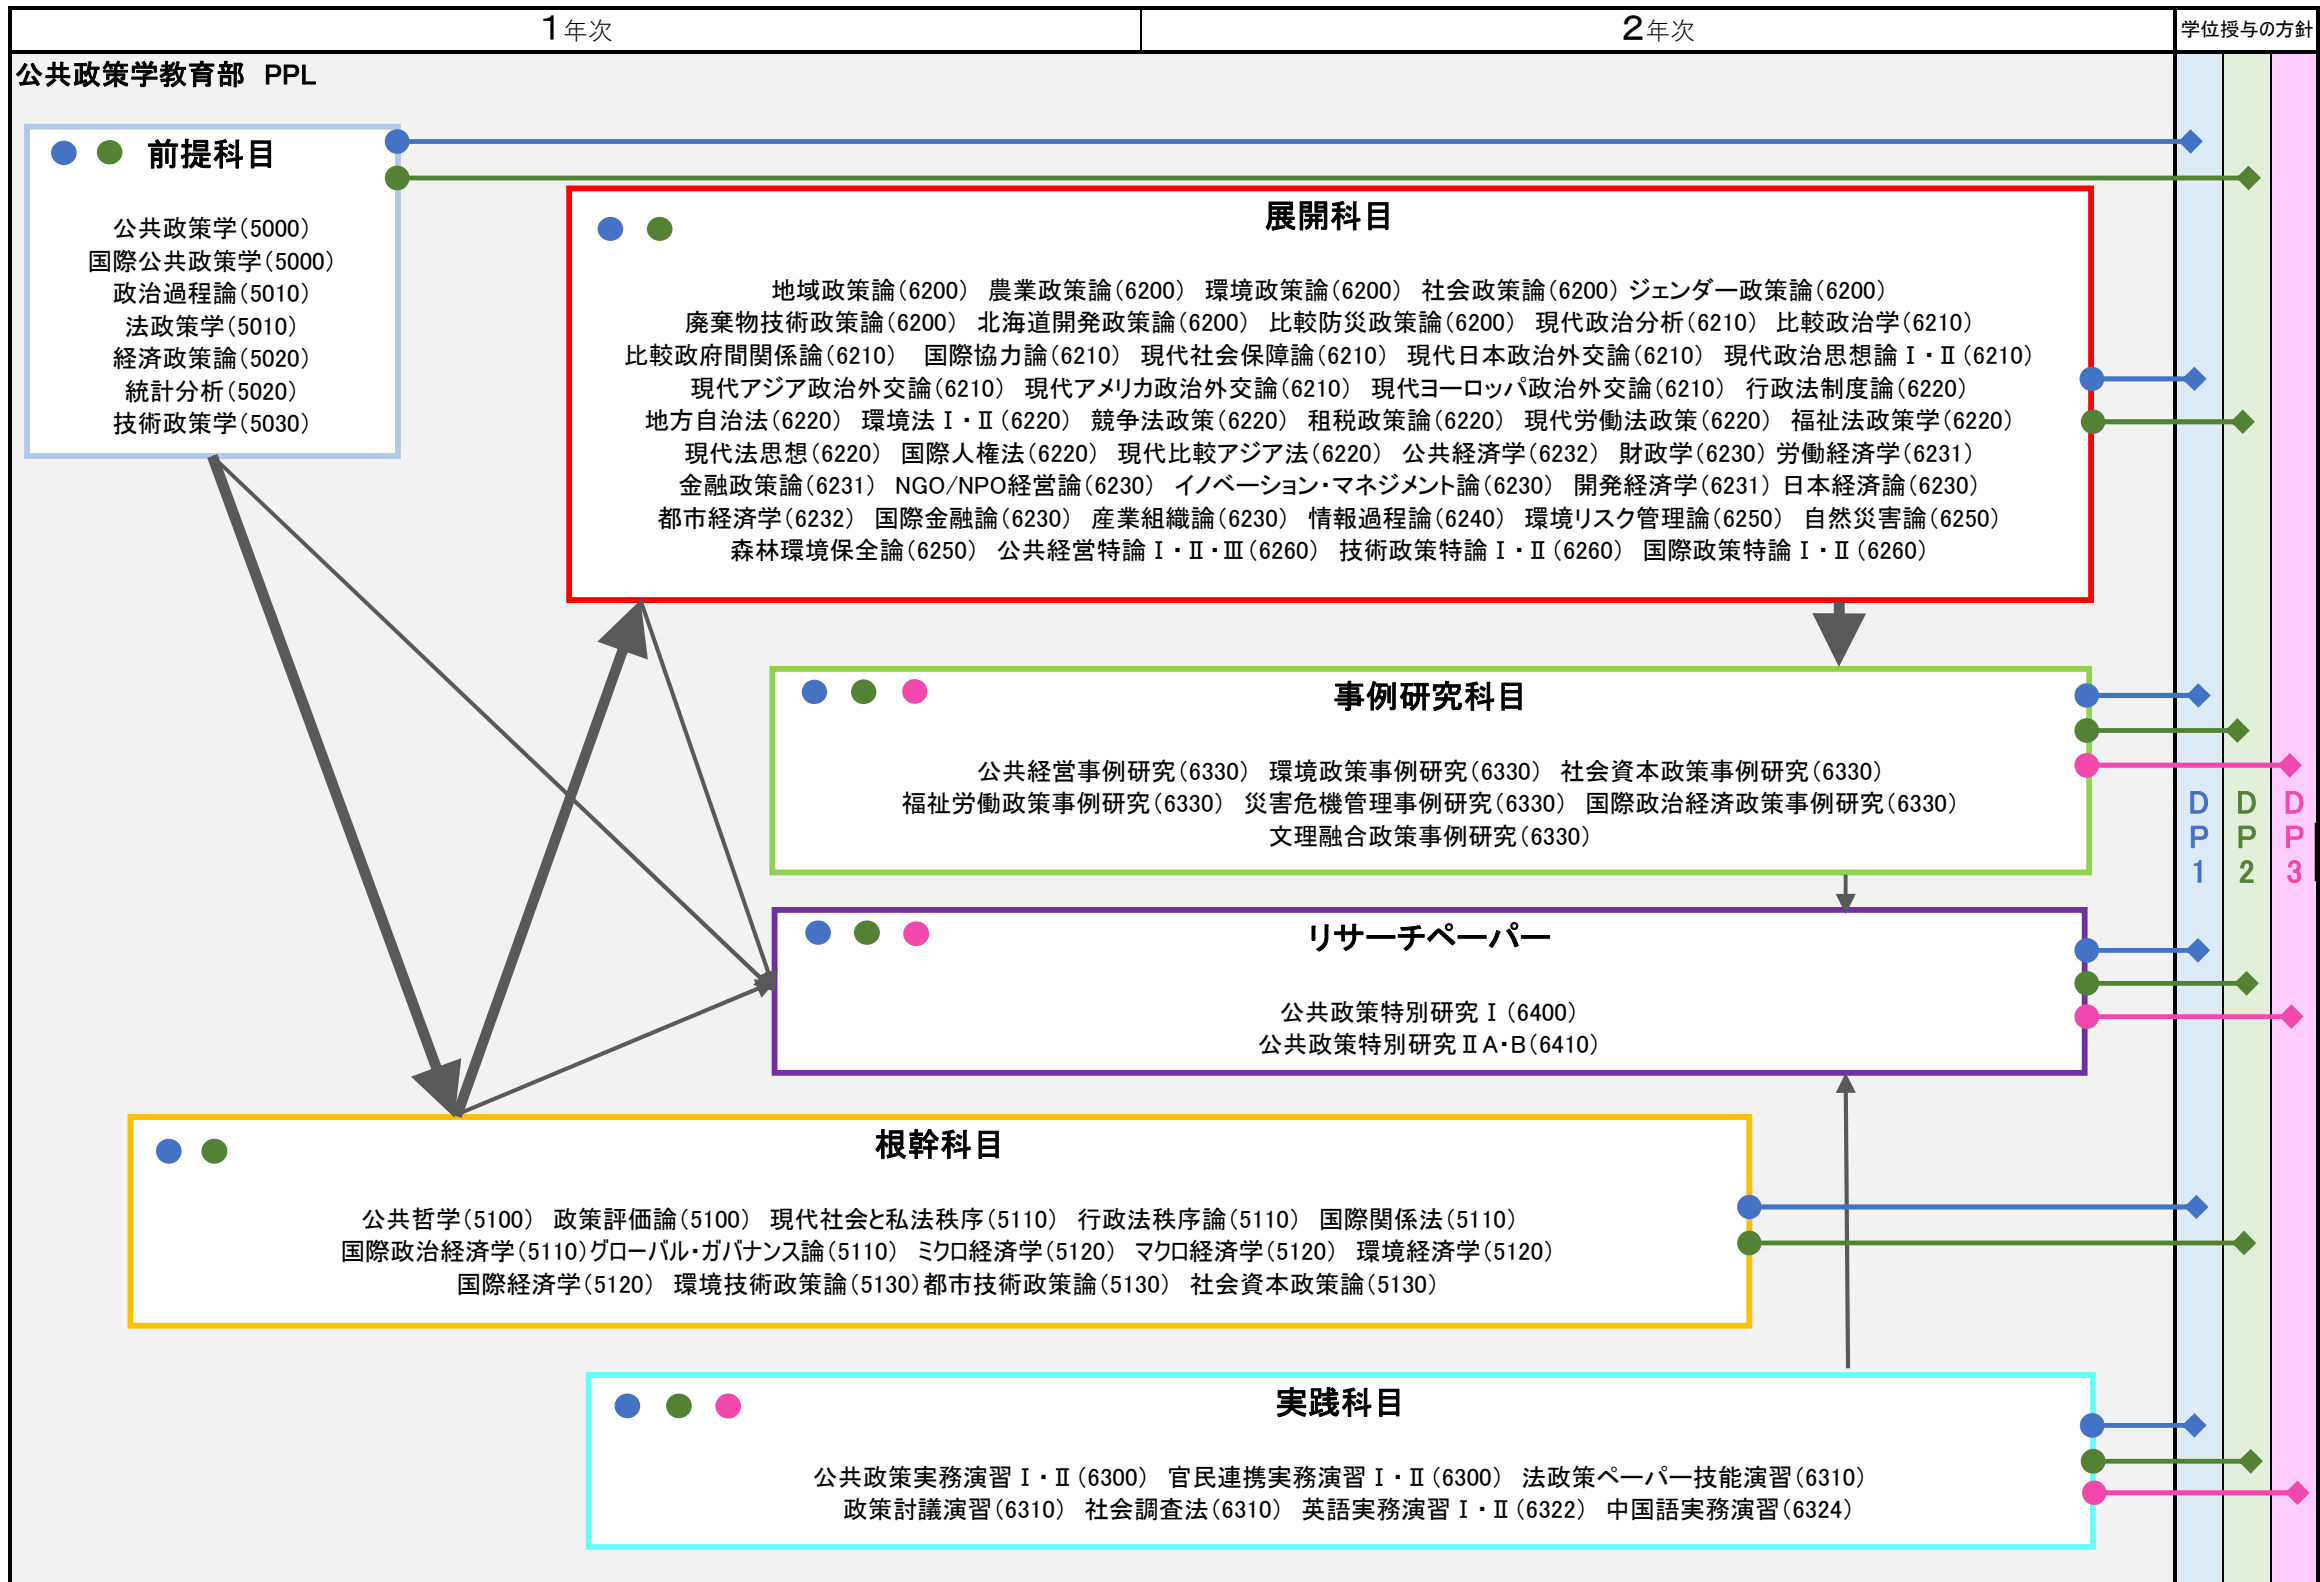 1年次
2年次
学位授与の方針
公共政策学教育部 PPL
前提科目
公共政策学(5000)
国際公共政策学(5000)
政治過程論(5010)
法政策学(5010)
経済政策論(5020)
統計分析(5020)
技術政策学(5030)
展開科目
地域政策論(6200) 農業政策論(6200) 環境政策論(6200) 社会政策論(6200) ジェンダー政策論(6200)
廃棄物技術政策論(6200) 北海道開発政策論(6200) 比較防災政策論(6200) 現代政治分析(6210) 比較政治学(6210)
比較政府間関係論(6210) 国際協力論(6210) 現代社会保障論(6210) 現代日本政治外交論(6210) 現代政治思想論Ⅰ・Ⅱ(6210)
現代アジア政治外交論(6210) 現代アメリカ政治外交論(6210) 現代ヨーロッパ政治外交論(6210) 行政法制度論(6220)
地方自治法(6220) 環境法Ⅰ・Ⅱ(6220) 競争法政策(6220) 租税政策論(6220) 現代労働法政策(6220) 福祉法政策学(6220)
現代法思想(6220) 国際人権法(6220) 現代比較アジア法(6220) 公共経済学(6232) 財政学(6230) 労働経済学(6231)
金融政策論(6231) NGO/NPO経営論(6230) イノベーション・マネジメント論(6230) 開発経済学(6231) 日本経済論(6230)
都市経済学(6232) 国際金融論(6230) 産業組織論(6230) 情報過程論(6240) 環境リスク管理論(6250) 自然災害論(6250)
森林環境保全論(6250) 公共経営特論Ⅰ・Ⅱ・Ⅲ(6260) 技術政策特論Ⅰ・Ⅱ(6260) 国際政策特論Ⅰ・Ⅱ(6260)
事例研究科目
公共経営事例研究(6330) 環境政策事例研究(6330) 社会資本政策事例研究(6330)
福祉労働政策事例研究(6330) 災害危機管理事例研究(6330) 国際政治経済政策事例研究(6330)
文理融合政策事例研究(6330)
リサーチペーパー
公共政策特別研究Ⅰ(6400)
公共政策特別研究ⅡA・B(6410)
根幹科目
公共哲学(5100) 政策評価論(5100) 現代社会と私法秩序(5110) 行政法秩序論(5110) 国際関係法(5110)
国際政治経済学(5110)グローバル・ガバナンス論(5110) ミクロ経済学(5120) マクロ経済学(5120) 環境経済学(5120)
国際経済学(5120) 環境技術政策論(5130)都市技術政策論(5130) 社会資本政策論(5130)
実践科目
公共政策実務演習Ⅰ・Ⅱ(6300) 官民連携実務演習Ⅰ・Ⅱ(6300) 法政策ペーパー技能演習(6310)
政策討議演習(6310) 社会調査法(6310) 英語実務演習Ⅰ・Ⅱ(6322) 中国語実務演習(6324)
DP1
DP2
DP3